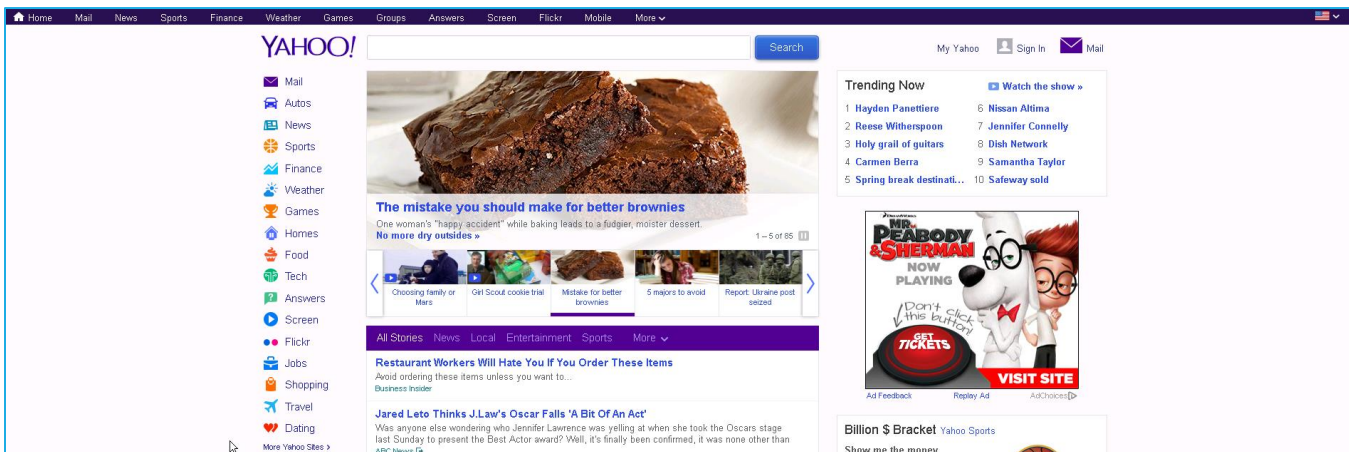 Home Mail News Sports Finance Weather Games Groups Answers Screen Flickr Mobile More
YAHOO!
Search
My Yahoo Sign In Mail
Mail
Autos
News
Sports
Finance
Weather
Games
Homes
Food
Tech
Answers
Screen
Flickr
Jobs
Shopping
Travel
Dating
More Yahoo Sites >
The mistake you should make for better brownies
One woman's "happy accident" while baking leads to a fudgier, moister dessert.
No more dry outsides »
1 – 5 of 85
Choosing family or
Mars
Girl Scout cookie trial
Mistake for better
brownies
5 majors to avoid
Report: Ukraine post
seized
All Stories News Local Entertainment Sports More
Restaurant Workers Will Hate You If You Order These Items
Avoid ordering these items unless you want to...
Business Insider
Jared Leto Thinks J.Law's Oscar Falls 'A Bit Of An Act'
Was anyone else wondering who Jennifer Lawrence was yelling at when she took the Oscars stage
last Sunday to present the Best Actor award? Well, it's finally been confirmed, it was none other than
ABC News
Trending Now
Watch the show »
1 Hayden Panettiere
2 Reese Witherspoon
3 Holy grail of guitars
4 Carmen Berra
5 Spring break destinati...
6 Nissan Altima
7 Jennifer Connelly
8 Dish Network
9 Samantha Taylor
10 Safeway sold
MR.
PEABODY
& SHERMAN
NOW
PLAYING
Don't click
this button!
GET
TICKETS
VISIT SITE
Ad Feedback Replay Ad AdChoices
Billion $ Bracket Yahoo Sports
Show me the money